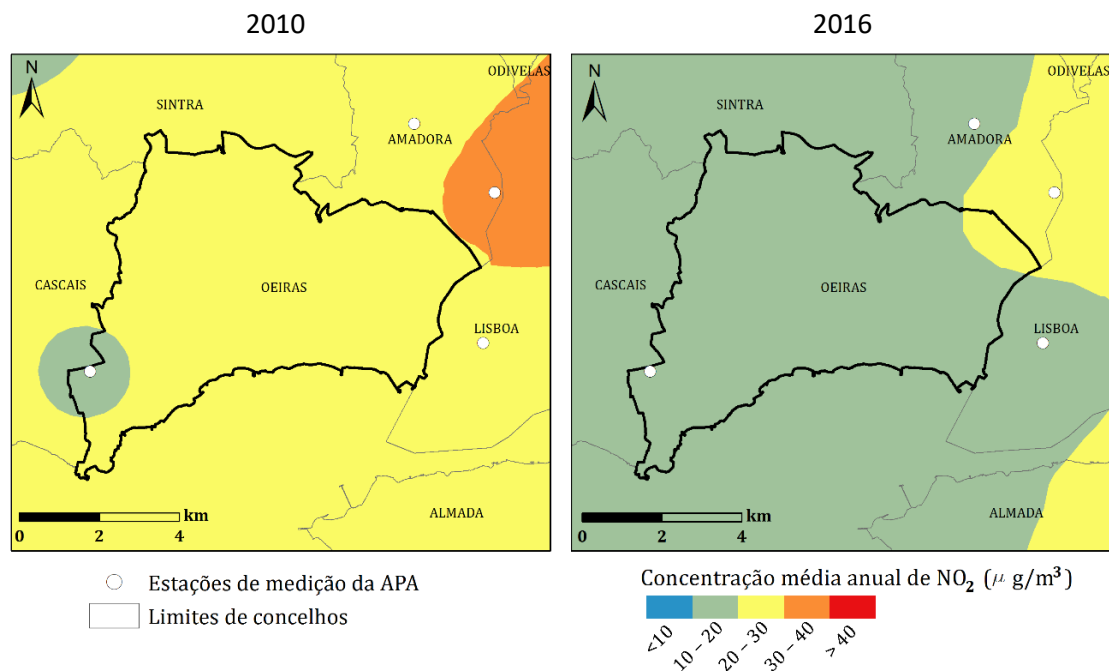 2010
2016
N
ODIVELAS
SINTRA
AMADORA
CASCAIS
OEIRAS
LISBOA
ALMADA
km
0 2 4
N
ODIVELAS
SINTRA
AMADORA
CASCAIS
OEIRAS
LISBOA
ALMADA
km
0 2 4
Estações de medição da APA
Limites de concelhos
Concentração média anual de NO₂ (μ g/m³)
<10
10 – 20
20 – 30
30 – 40
> 40